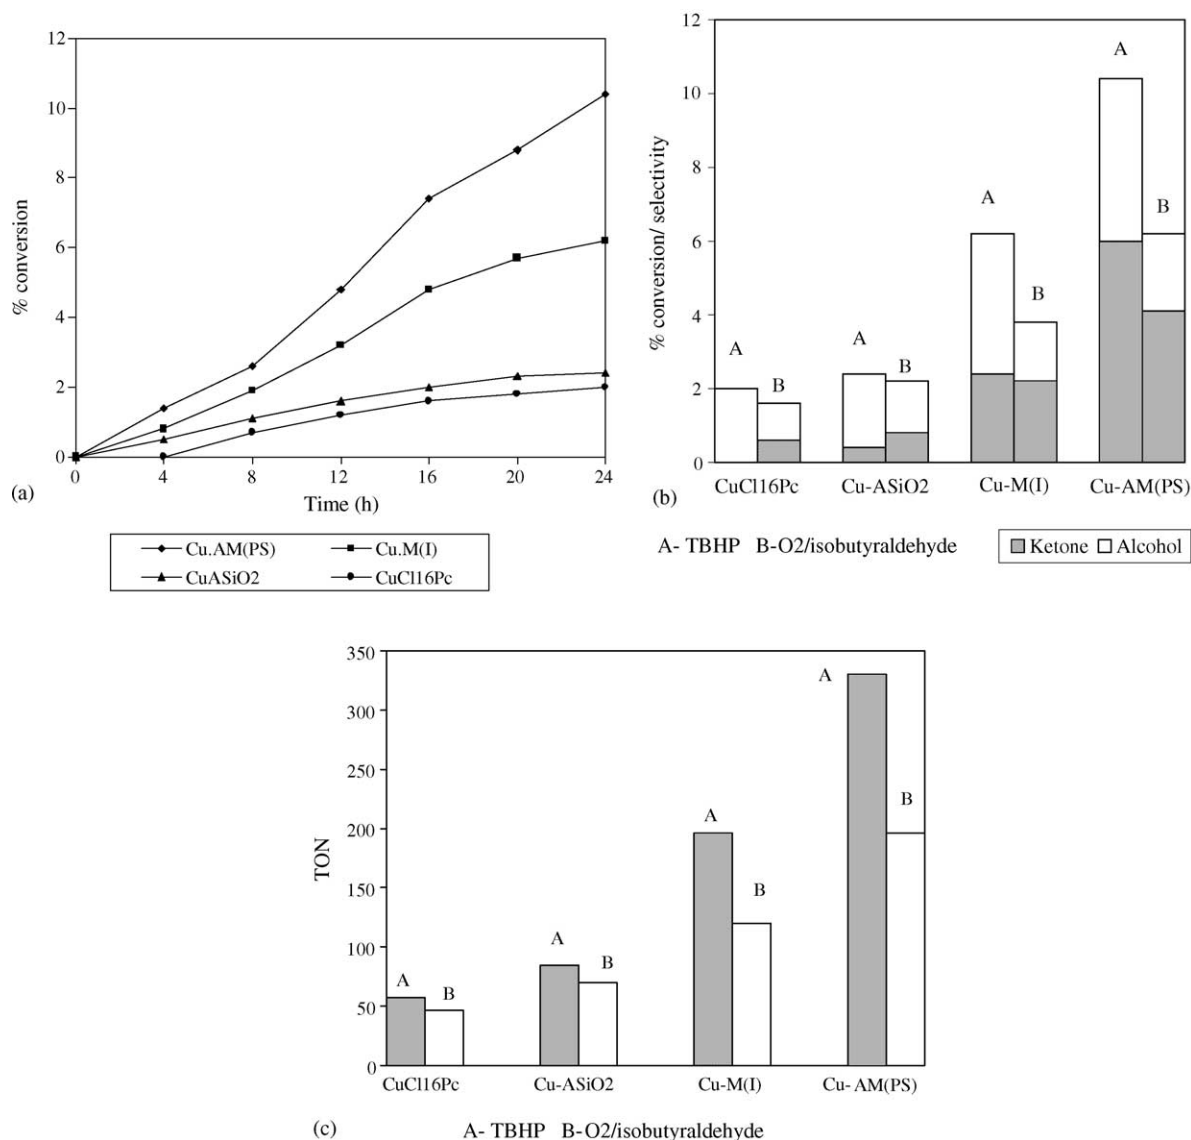 12
10
8
6
4
2
0
% conversion
0 4 8 12 16 20 24
Time (h)
(a)
Cu.AM(PS) Cu.M(I)
CuASiO2 CuCl16Pc
12
10
8
6
4
2
0
% conversion/ selectivity
A
B
A
B
A
B
A
B
CuCl16Pc Cu-ASiO2 Cu-M(I) Cu-AM(PS)
(b)
A- TBHP B-O2/isobutyraldehyde
Ketone Alcohol
350
300
250
200
150
100
50
0
TON
A
B
A
B
A
B
A
B
CuCl16Pc Cu-ASiO2 Cu-M(I) Cu- AM(PS)
(c) A- TBHP B-O2/isobutyraldehyde